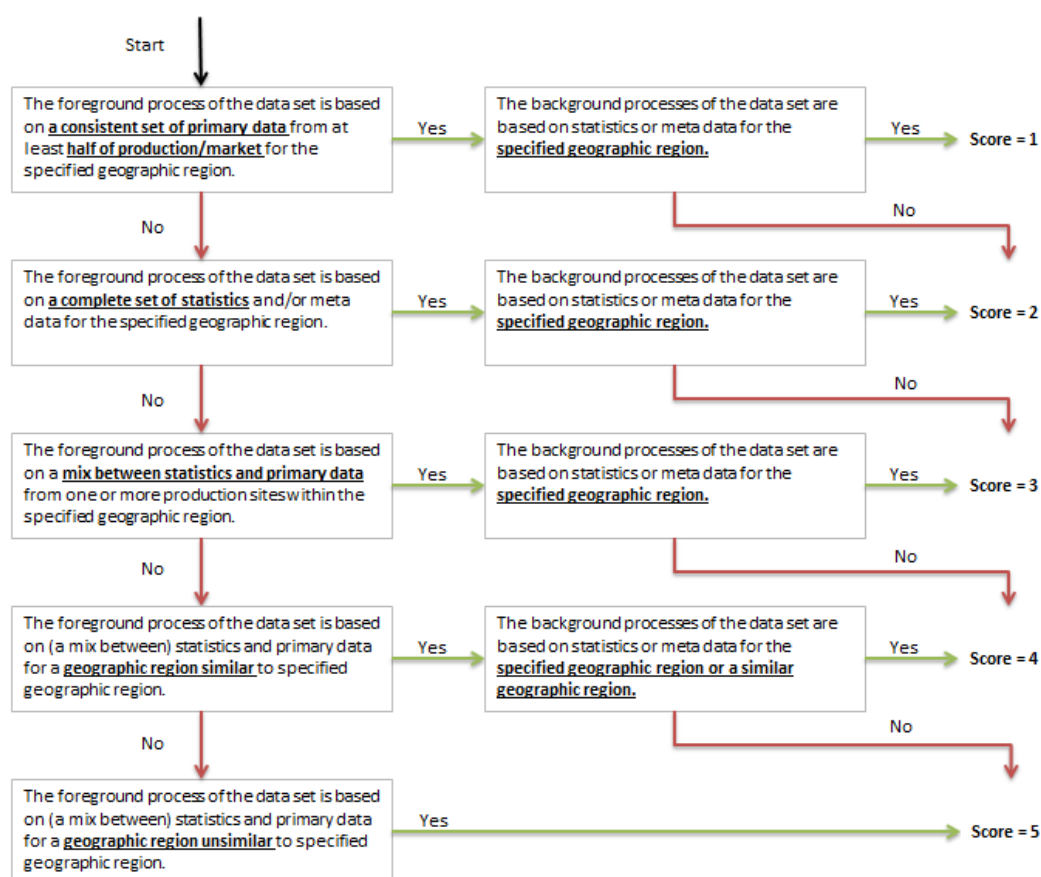 Start
The foreground process of the data set is based
on a consistent set of primary data from at
least half of production/market for the
specified geographic region.
Yes
The background processes of the data set are
based on statistics or meta data for the
specified geographic region.
Yes
Score = 1
No
No
The foreground process of the data set is based
on a complete set of statistics and/or meta
data for the specified geographic region.
Yes
The background processes of the data set are
based on statistics or meta data for the
specified geographic region.
Yes
Score = 2
No
No
The foreground process of the data set is based
on a mix between statistics and primary data
from one or more production sites within the
specified geographic region.
Yes
The background processes of the data set are
based on statistics or meta data for the
specified geographic region.
Yes
Score = 3
No
No
The foreground process of the data set is based
on (a mix between) statistics and primary data
for a geographic region similar to specified
geographic region.
Yes
The background processes of the data set are
based on statistics or meta data for the
specified geographic region or a similar
geographic region.
Yes
Score = 4
No
No
The foreground process of the data set is based
on (a mix between) statistics and primary data
for a geographic region unsimilar to specified
geographic region.
Yes
Score = 5